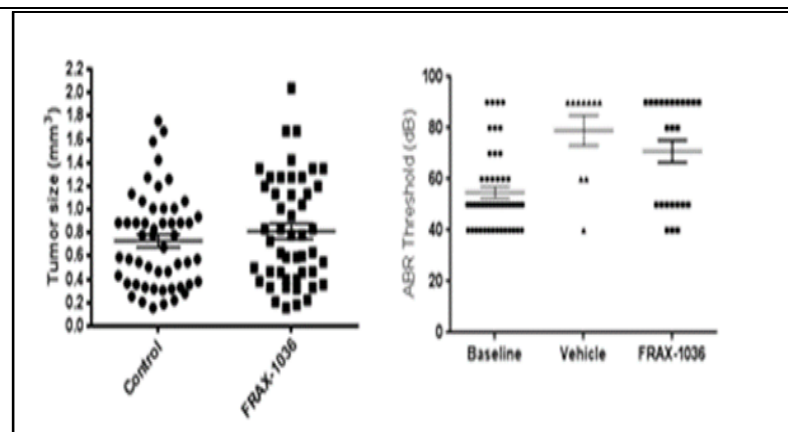 Tumor size (mm³)
2.2
2.0
1.8
1.6
1.4
1.2
1.0
0.8
0.6
0.4
0.2
0.0
Control
FRAX-1036
ABR Threshold (dB)
100
80
60
40
20
0
Baseline
Vehicle
FRAX-1036